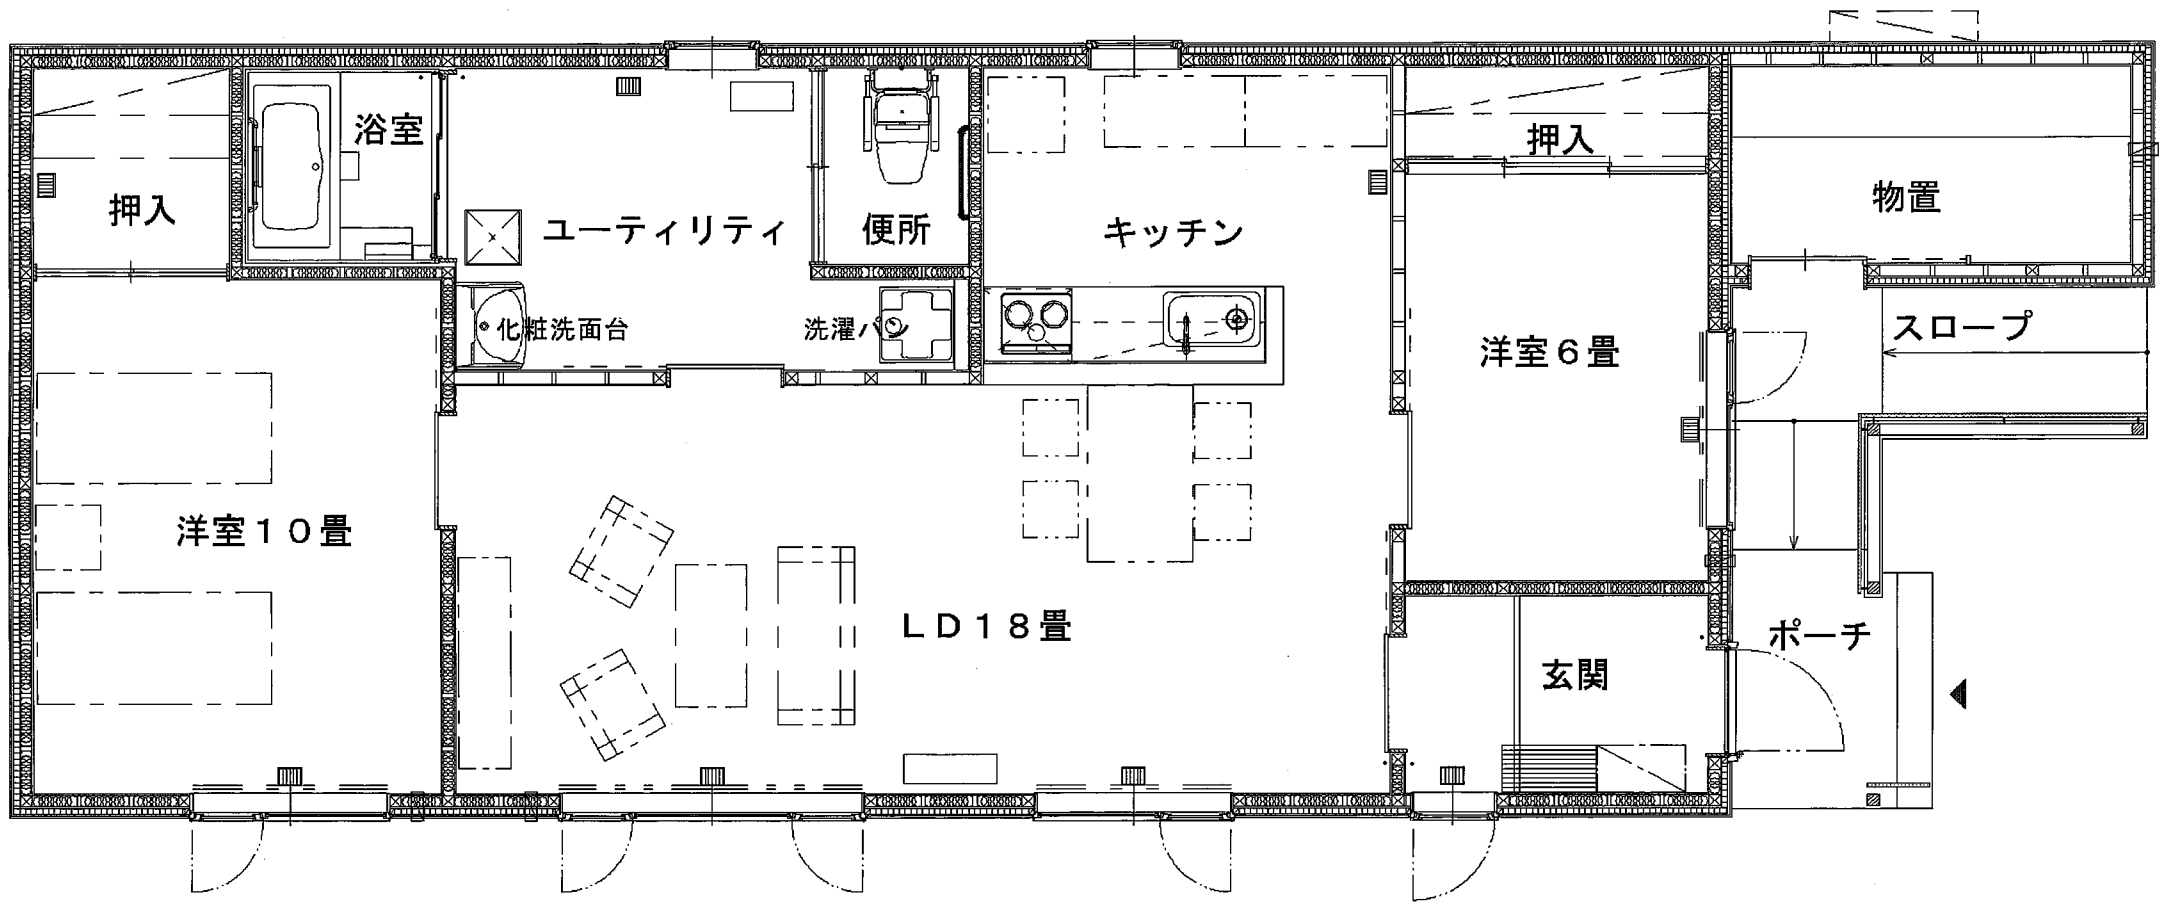 浴室
押入
ユーティリティ
便所
キッチン
押入
物置
化粧洗面台
洗濯パン
洋室６畳
スロープ
洋室１０畳
ＬＤ１８畳
玄関
ポーチ